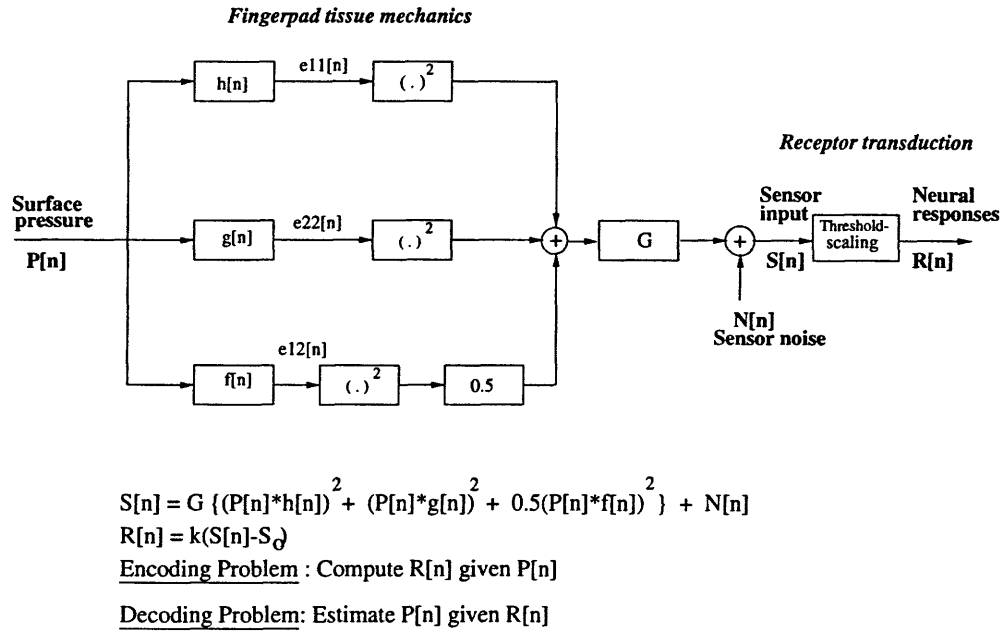 Fingerpad tissue mechanics
h[n]
e11[n]
(.)²
Receptor transduction
Surface
pressure
P[n]
g[n]
e22[n]
(.)²
+
G
+
Sensor
input
S[n]
Threshold-
scaling
Neural
responses
R[n]
N[n]
Sensor noise
f[n]
e12[n]
(.)²
0.5
S[n] = G {(P[n]*h[n])² + (P[n]*g[n])² + 0.5(P[n]*f[n])² } + N[n]
R[n] = k(S[n]-S₀)
Encoding Problem : Compute R[n] given P[n]
Decoding Problem: Estimate P[n] given R[n]